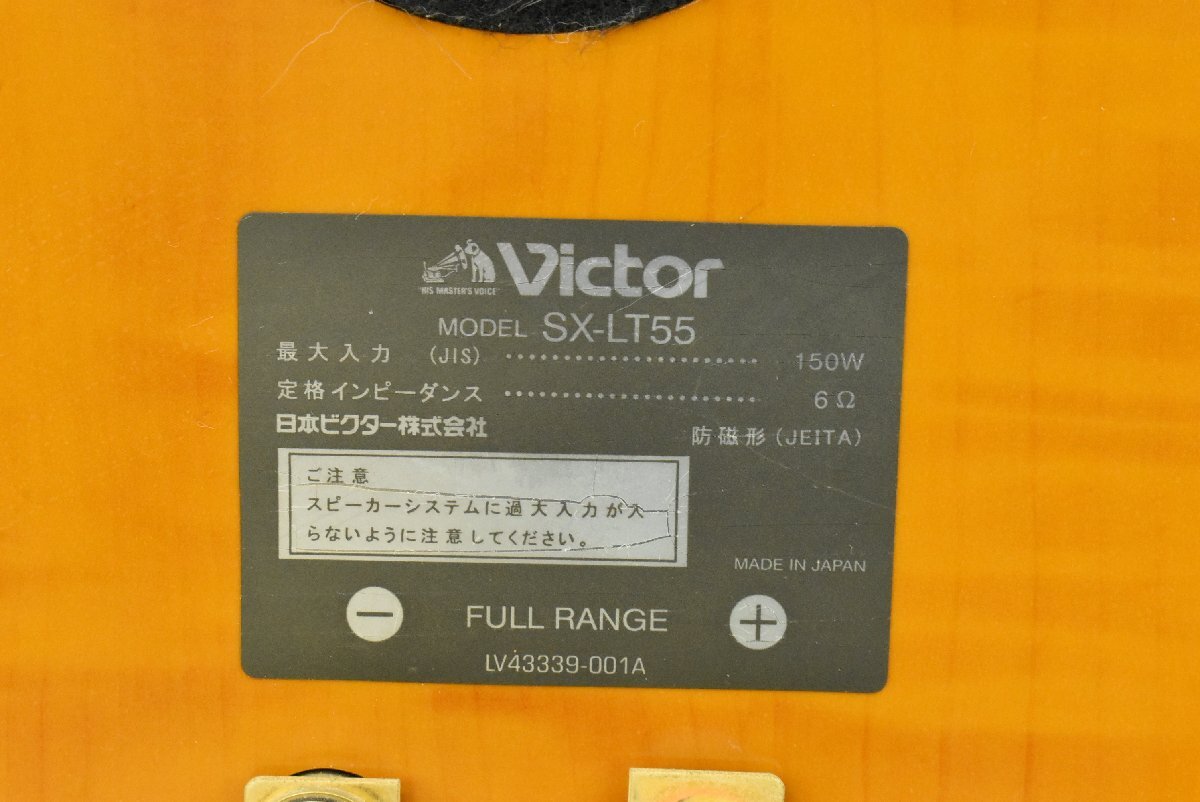 Victor
"HIS MASTER'S VOICE"
MODEL SX-LT55
最大入力 (JIS) ・・・・・・・・・・・・・・・・・・・・・・・・ 150W
定格インピーダンス ・・・・・・・・・・・・・・・・・・・・・・・・ 6Ω
日本ビクター株式会社
防磁形(JEITA)
ご注意
スピーカーシステムに過大入力が入
らないように注意してください。
MADE IN JAPAN
− FULL RANGE +
LV43339-001A